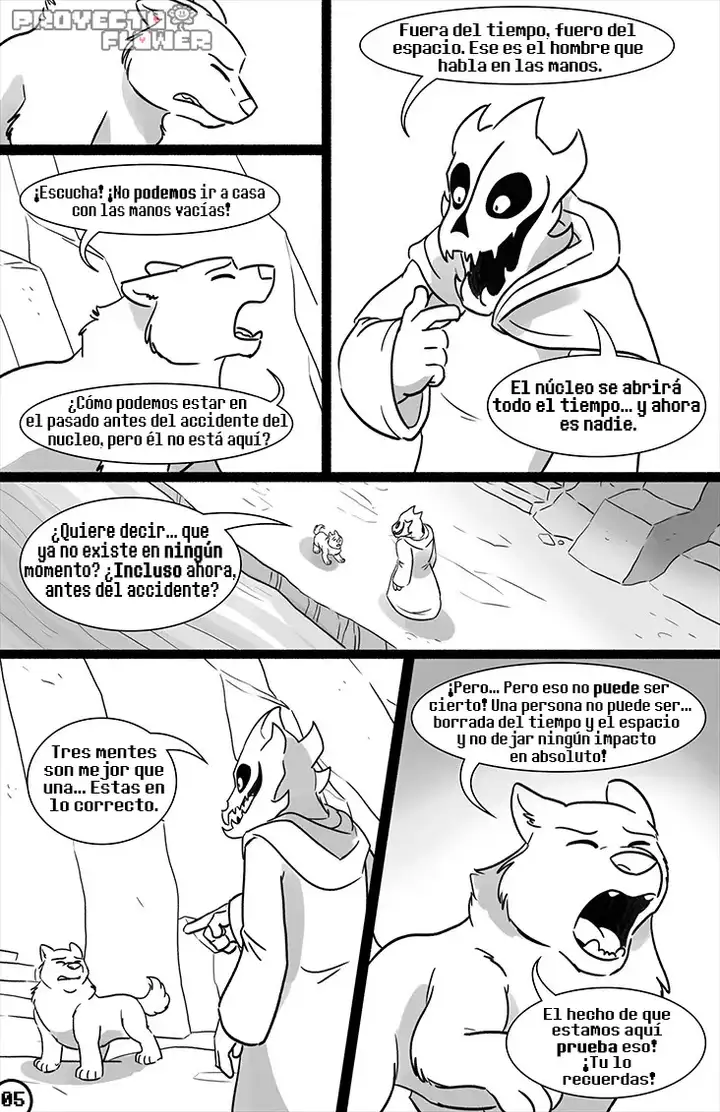 PROYECTO
FLOWER
¡Escucha! ¡No podemos ir a casa
con las manos vacías!
¿Cómo podemos estar en
el pasado antes del accidente del
nucleo, pero él no está aquí?
Fuera del tiempo, fuero del
espacio. Ese es el hombre que
habla en las manos.
El núcleo se abrirá
todo el tiempo... y ahora
es nadie.
¿Quiere decir... que
ya no existe en ningún
momento? ¿Incluso ahora,
antes del accidente?
Tres mentes
son mejor que
una... Estas en
lo correcto.
¡Pero... Pero eso no puede ser
cierto! Una persona no puede ser...
borrada del tiempo y el espacio
y no dejar ningún impacto
en absoluto!
El hecho de que
estamos aquí
prueba eso!
¡Tu lo
recuerdas!
05